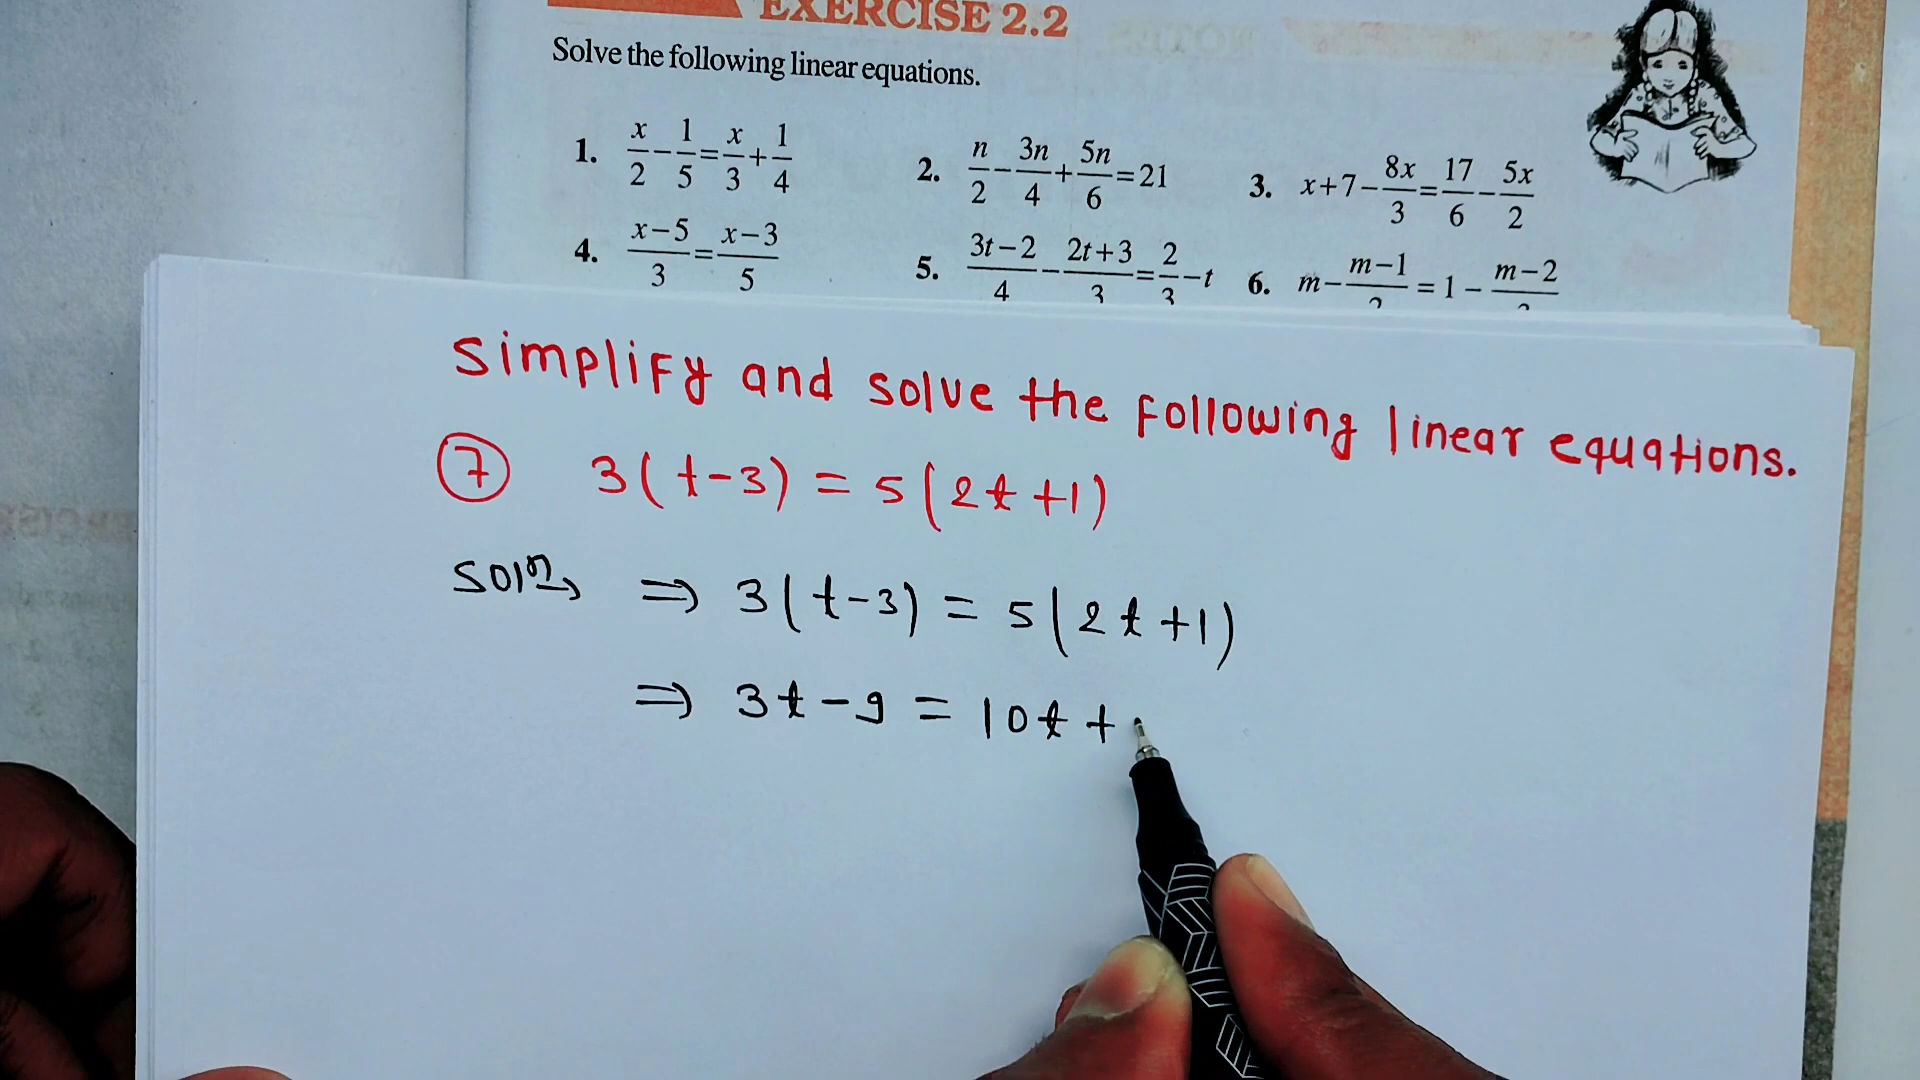 EXERCISE 2.2
Solve the following linear equations.
1. x/2 − 1/5 = x/3 + 1/4
2. n/2 − 3n/4 + 5n/6 = 21
3. x + 7 − 8x/3 = 17/6 − 5x/2
4. x−5/3 = x−3/5
5. 3t−2/4 − 2t+3/3 = 2/3 − t
6. m − m−1/ = 1 − m−2/
Simplify and solve the following linear equations.
7 3(t-3) = 5(2t+1)
Soln, ⇒ 3(t-3) = 5(2t+1)
⇒ 3t-9 = 10t +